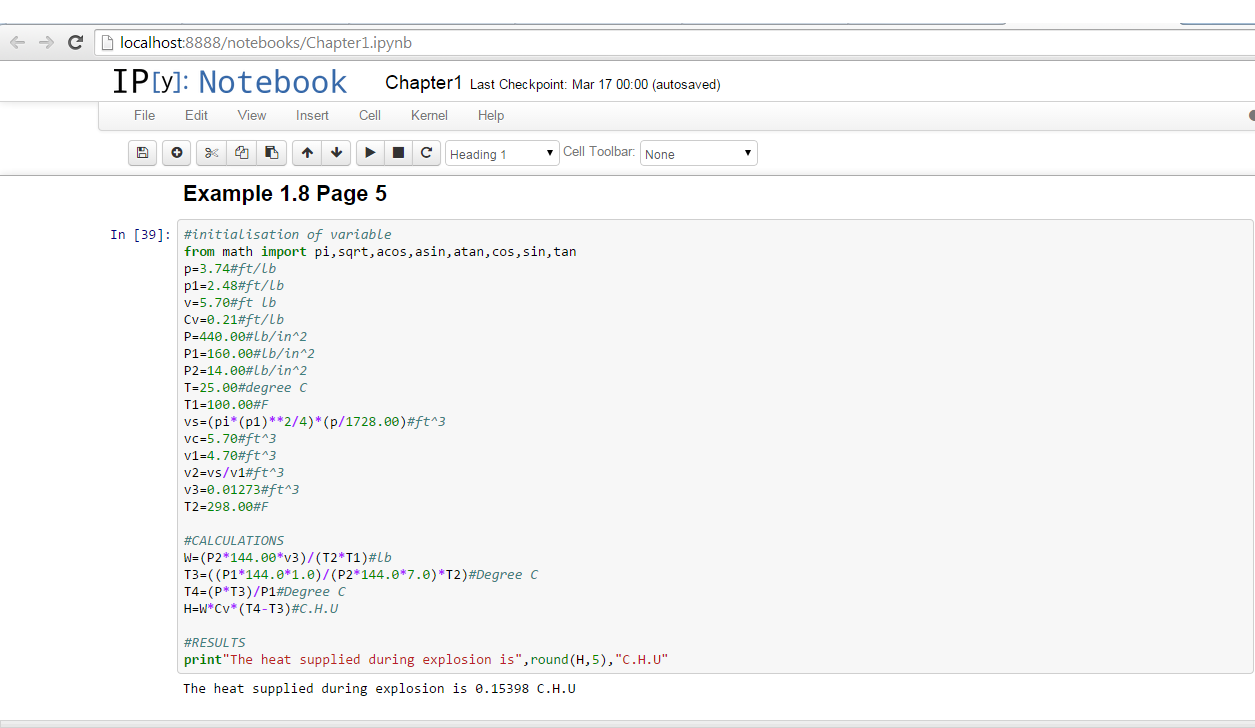 localhost:8888/notebooks/Chapter1.ipynb
IP[y]: Notebook Chapter1 Last Checkpoint: Mar 17 00:00 (autosaved)
File Edit View Insert Cell Kernel Help
Heading 1 Cell Toolbar: None
Example 1.8 Page 5
In [39]: #initialisation of variable
from math import pi,sqrt,acos,asin,atan,cos,sin,tan
p=3.74#ft/lb
p1=2.48#ft/lb
v=5.70#ft lb
Cv=0.21#ft/lb
P=440.00#lb/in^2
P1=160.00#lb/in^2
P2=14.00#lb/in^2
T=25.00#degree C
T1=100.00#F
vs=(pi*(p1)**2/4)*(p/1728.00)#ft^3
vc=5.70#ft^3
v1=4.70#ft^3
v2=vs/v1#ft^3
v3=0.01273#ft^3
T2=298.00#F
#CALCULATIONS
W=(P2*144.00*v3)/(T2*T1)#lb
T3=((P1*144.0*1.0)/(P2*144.0*7.0)*T2)#Degree C
T4=(P*T3)/P1#Degree C
H=W*Cv*(T4-T3)#C.H.U
#RESULTS
print"The heat supplied during explosion is",round(H,5),"C.H.U"
The heat supplied during explosion is 0.15398 C.H.U